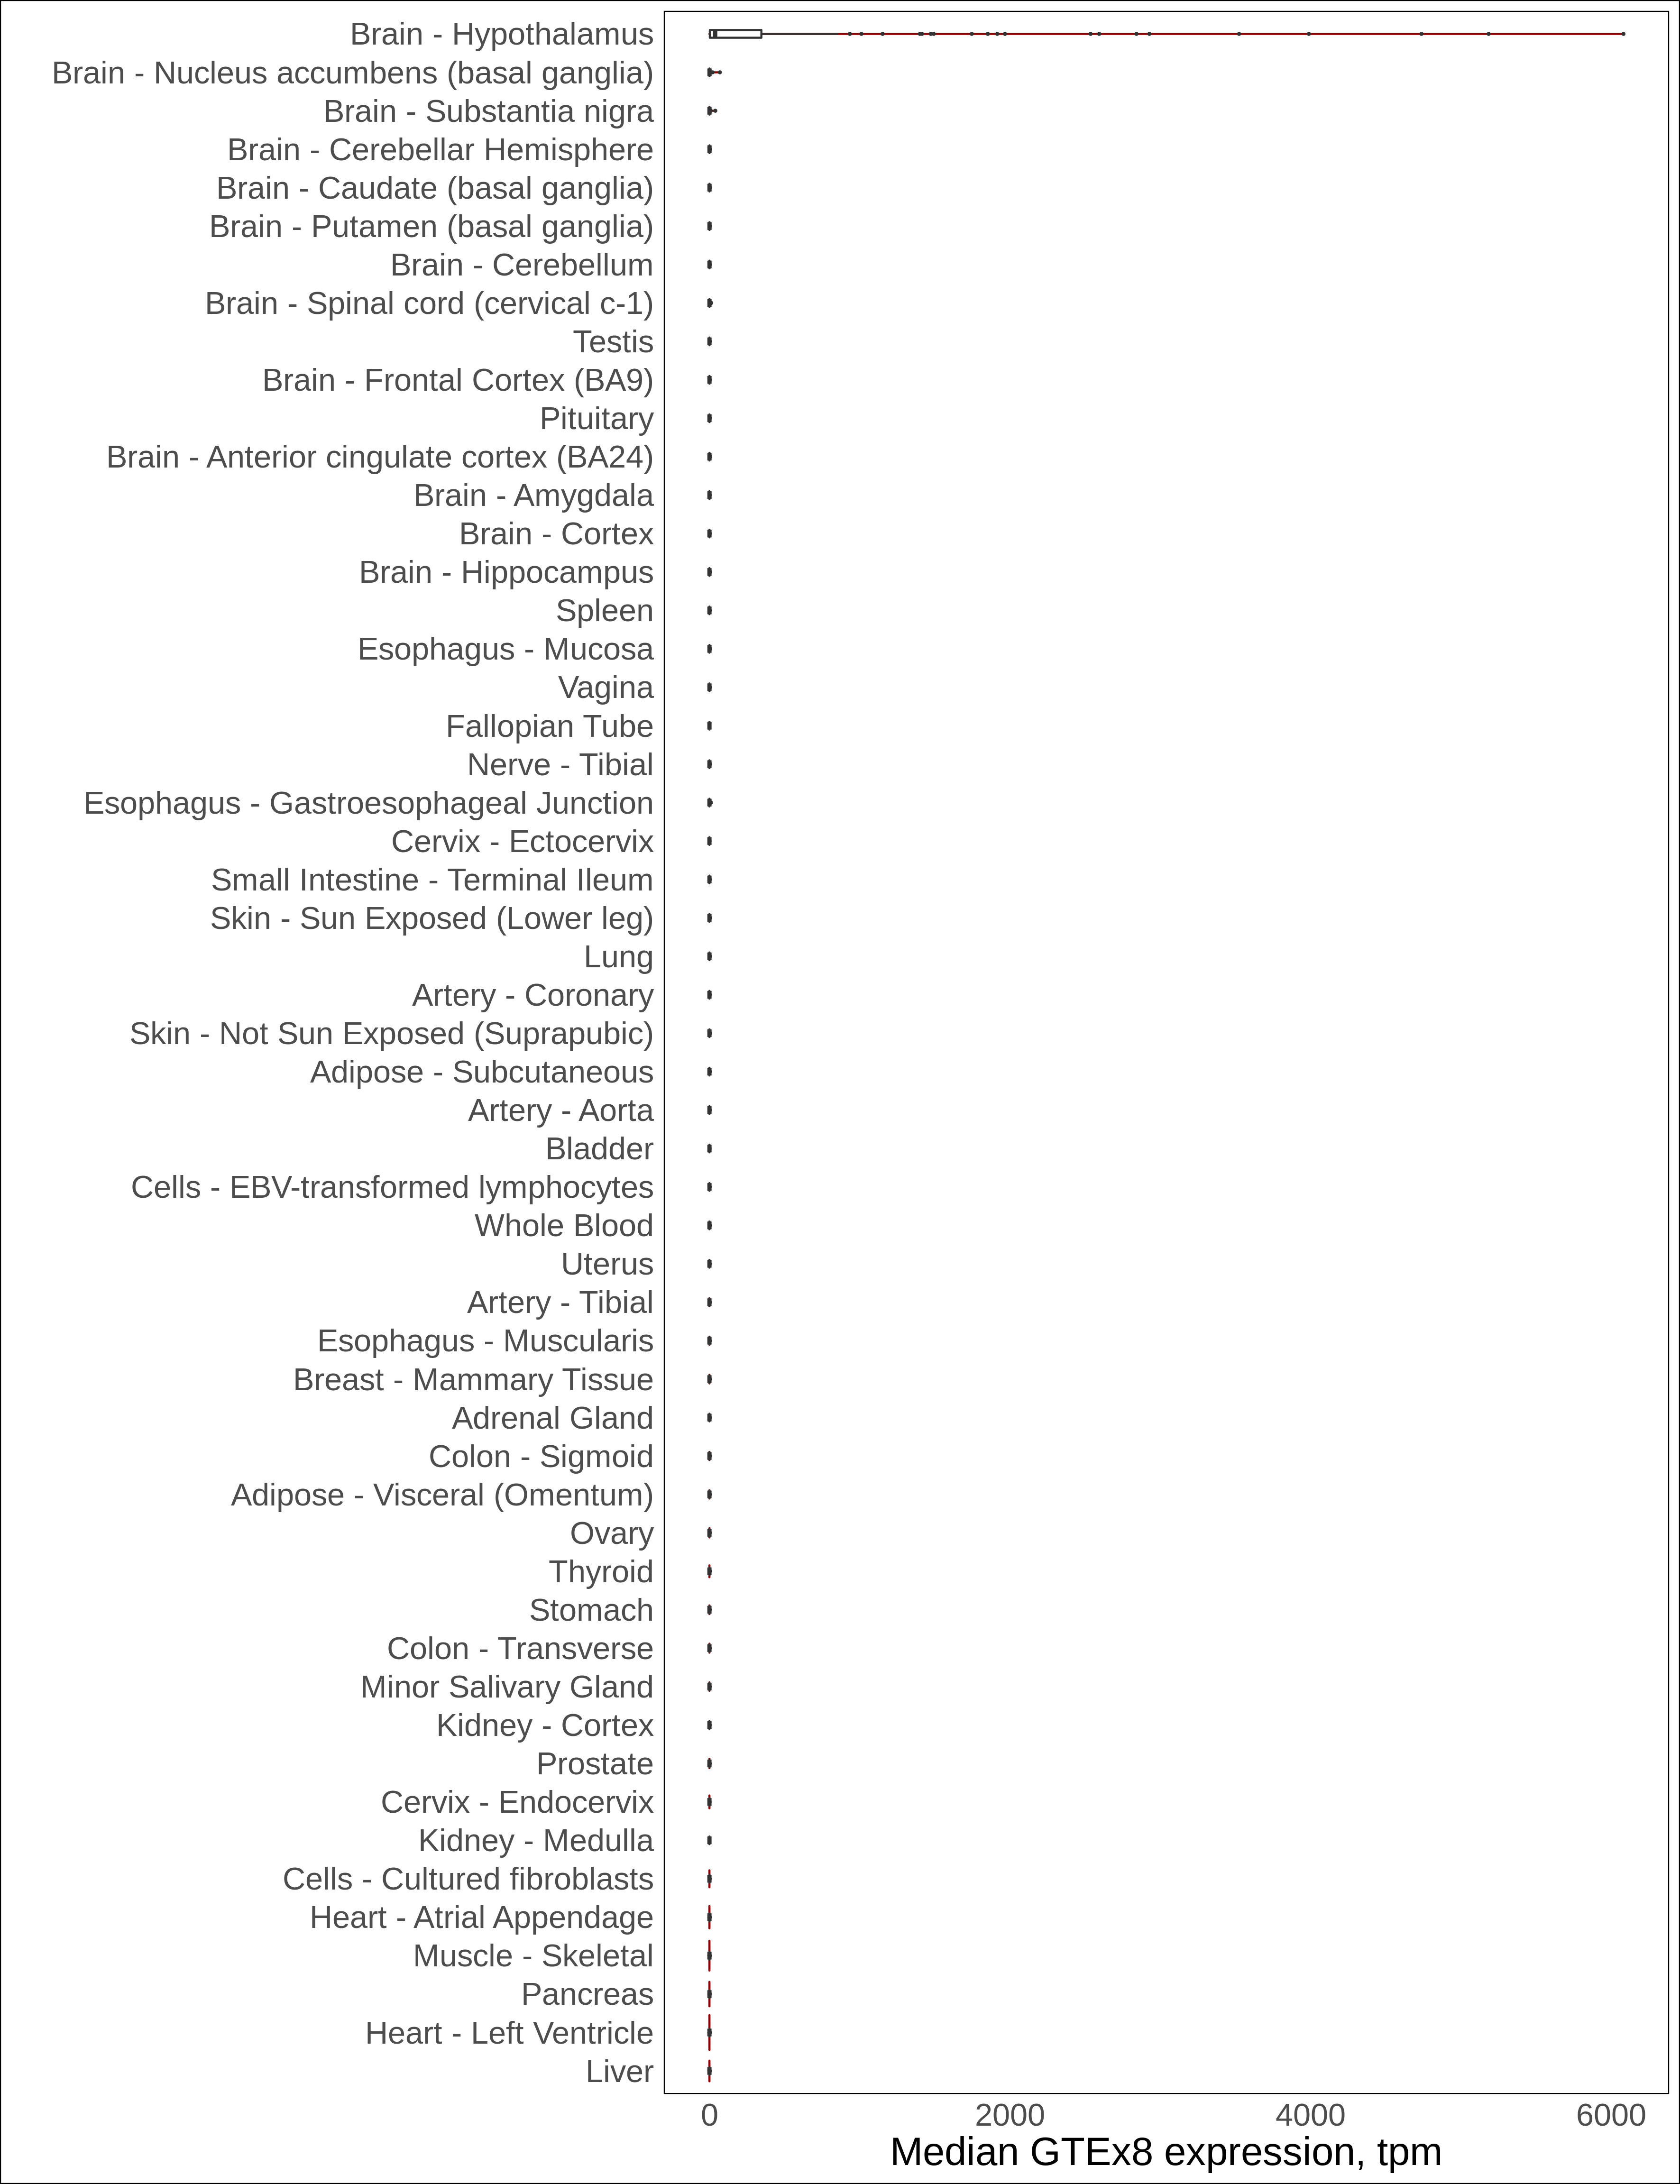 Brain - Hypothalamus
Brain - Nucleus accumbens (basal ganglia)
Brain - Substantia nigra
Brain - Cerebellar Hemisphere
Brain - Caudate (basal ganglia)
Brain - Putamen (basal ganglia)
Brain - Cerebellum
Brain - Spinal cord (cervical c-1)
Testis
Brain - Frontal Cortex (BA9)
Pituitary
Brain - Anterior cingulate cortex (BA24)
Brain - Amygdala
Brain - Cortex
Brain - Hippocampus
Spleen
Esophagus - Mucosa
Vagina
Fallopian Tube
Nerve - Tibial
Esophagus - Gastroesophageal Junction
Cervix - Ectocervix
Small Intestine - Terminal Ileum
Skin - Sun Exposed (Lower leg)
Lung
Artery - Coronary
Skin - Not Sun Exposed (Suprapubic)
Adipose - Subcutaneous
Artery - Aorta
Bladder
Cells - EBV-transformed lymphocytes
Whole Blood
Uterus
Artery - Tibial
Esophagus - Muscularis
Breast - Mammary Tissue
Adrenal Gland
Colon - Sigmoid
Adipose - Visceral (Omentum)
Ovary
Thyroid
Stomach
Colon - Transverse
Minor Salivary Gland
Kidney - Cortex
Prostate
Cervix - Endocervix
Kidney - Medulla
Cells - Cultured fibroblasts
Heart - Atrial Appendage
Muscle - Skeletal
Pancreas
Heart - Left Ventricle
Liver
0 2000 4000 6000
Median GTEx8 expression, tpm